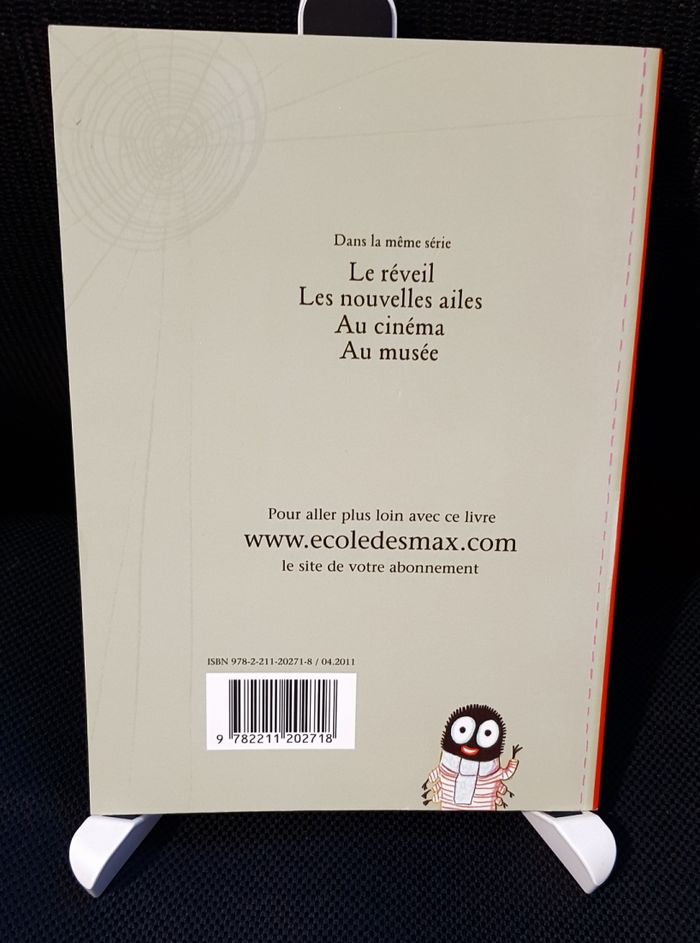 Dans la même série
Le réveil
Les nouvelles ailes
Au cinéma
Au musée
Pour aller plus loin avec ce livre
www.ecoledesmax.com
le site de votre abonnement
ISBN 978-2-211-20271-8 / 04.2011
9 782211 202718